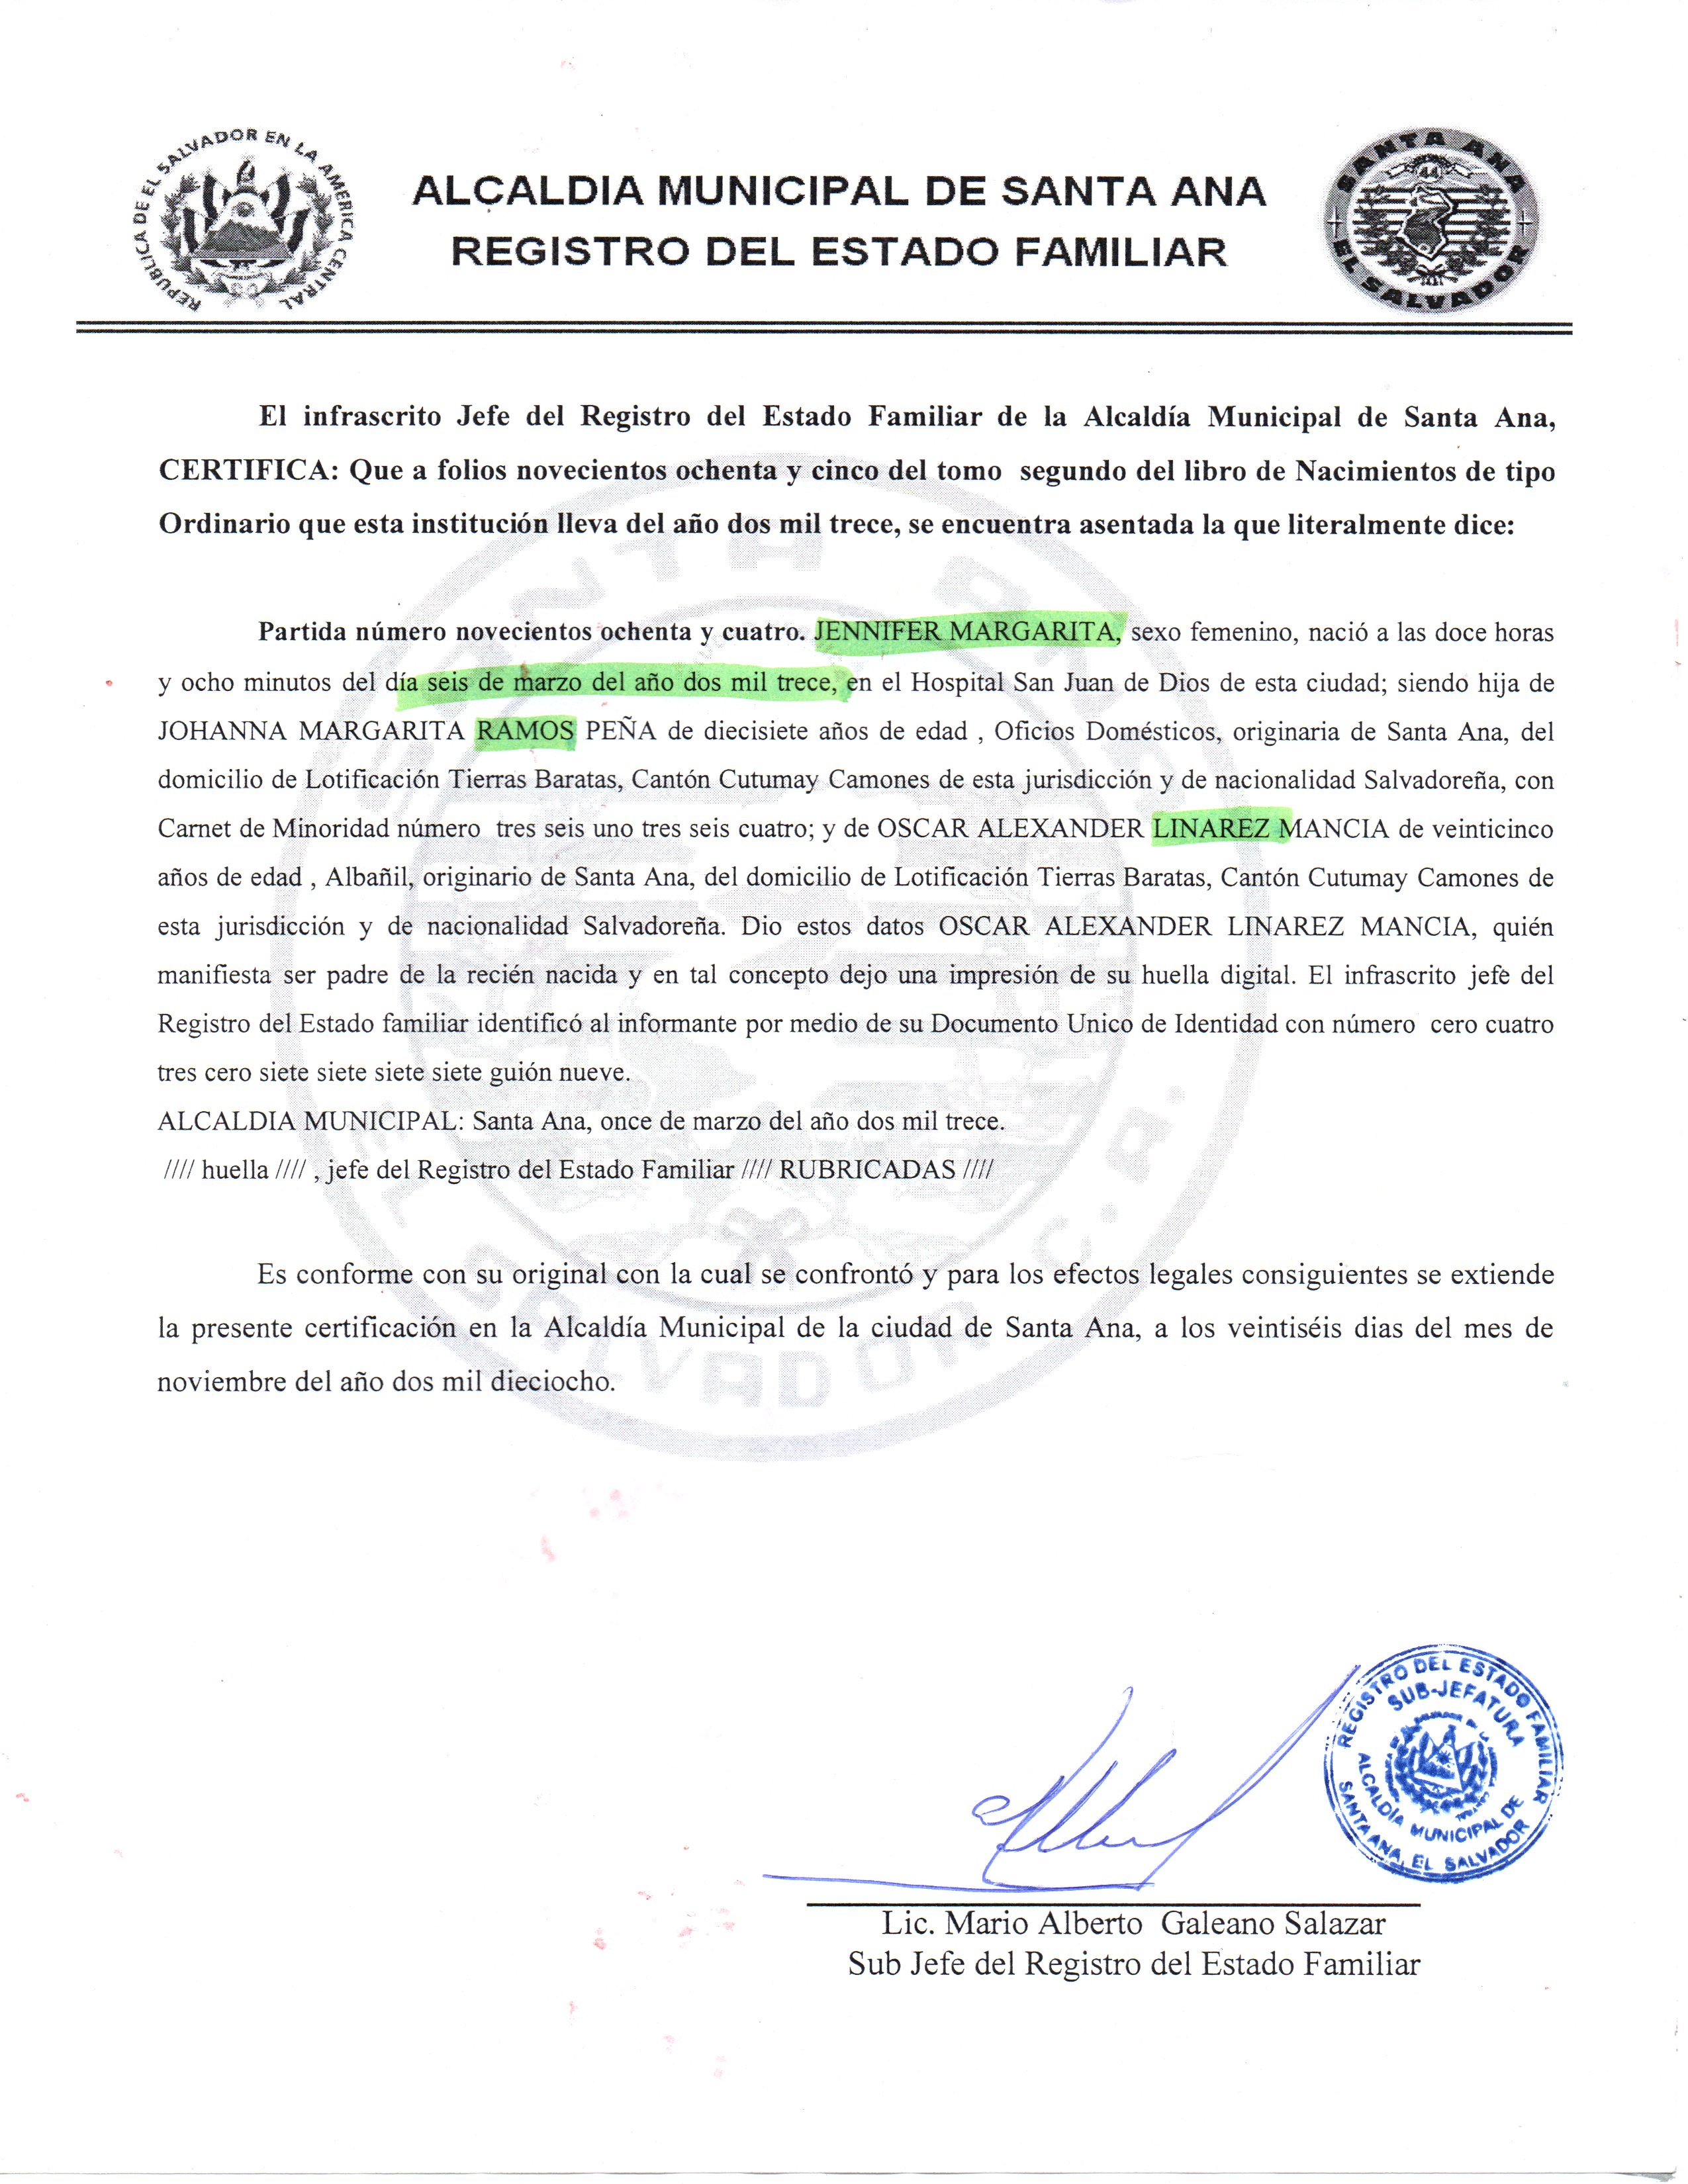 REPUBLICA DE EL SALVADOR EN LA AMERICA CENTRAL
ALCALDIA MUNICIPAL DE SANTA ANA
REGISTRO DEL ESTADO FAMILIAR
SANTA ANA
44
EL SALVADOR
El infrascrito Jefe del Registro del Estado Familiar de la Alcaldía Municipal de Santa Ana,
CERTIFICA: Que a folios novecientos ochenta y cinco del tomo segundo del libro de Nacimientos de tipo
Ordinario que esta institución lleva del año dos mil trece, se encuentra asentada la que literalmente dice:
Partida número novecientos ochenta y cuatro. JENNIFER MARGARITA, sexo femenino, nació a las doce horas
y ocho minutos del día seis de marzo del año dos mil trece, en el Hospital San Juan de Dios de esta ciudad; siendo hija de
JOHANNA MARGARITA RAMOS PEÑA de diecisiete años de edad , Oficios Domésticos, originaria de Santa Ana, del
domicilio de Lotificación Tierras Baratas, Cantón Cutumay Camones de esta jurisdicción y de nacionalidad Salvadoreña, con
Carnet de Minoridad número tres seis uno tres seis cuatro; y de OSCAR ALEXANDER LINAREZ MANCIA de veinticinco
años de edad , Albañil, originario de Santa Ana, del domicilio de Lotificación Tierras Baratas, Cantón Cutumay Camones de
esta jurisdicción y de nacionalidad Salvadoreña. Dio estos datos OSCAR ALEXANDER LINAREZ MANCIA, quién
manifiesta ser padre de la recién nacida y en tal concepto dejo una impresión de su huella digital. El infrascrito jefe del
Registro del Estado familiar identificó al informante por medio de su Documento Unico de Identidad con número cero cuatro
tres cero siete siete siete siete guión nueve.
ALCALDIA MUNICIPAL: Santa Ana, once de marzo del año dos mil trece.
//// huella //// , jefe del Registro del Estado Familiar //// RUBRICADAS ////
Es conforme con su original con la cual se confrontó y para los efectos legales consiguientes se extiende
la presente certificación en la Alcaldía Municipal de la ciudad de Santa Ana, a los veintiséis dias del mes de
noviembre del año dos mil dieciocho.
REGISTRO DEL ESTADO FAMILIAR
SUB-JEFATURA
ALCALDÍA MUNICIPAL DE
SANTA ANA, EL SALVADOR
Lic. Mario Alberto Galeano Salazar
Sub Jefe del Registro del Estado Familiar